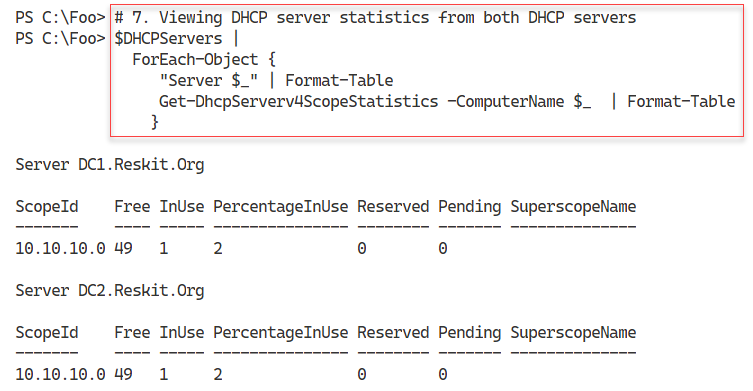 PS C:\Foo> # 7. Viewing DHCP server statistics from both DHCP servers
PS C:\Foo> $DHCPServers |
  ForEach-Object {
     "Server $_" | Format-Table
     Get-DhcpServerv4ScopeStatistics -ComputerName $_  | Format-Table
    }
Server DC1.Reskit.Org
ScopeId    Free InUse PercentageInUse Reserved Pending SuperscopeName
-------    ---- ----- --------------- -------- ------- --------------
10.10.10.0 49   1     2               0        0
Server DC2.Reskit.Org
ScopeId    Free InUse PercentageInUse Reserved Pending SuperscopeName
-------    ---- ----- --------------- -------- ------- --------------
10.10.10.0 49   1     2               0        0